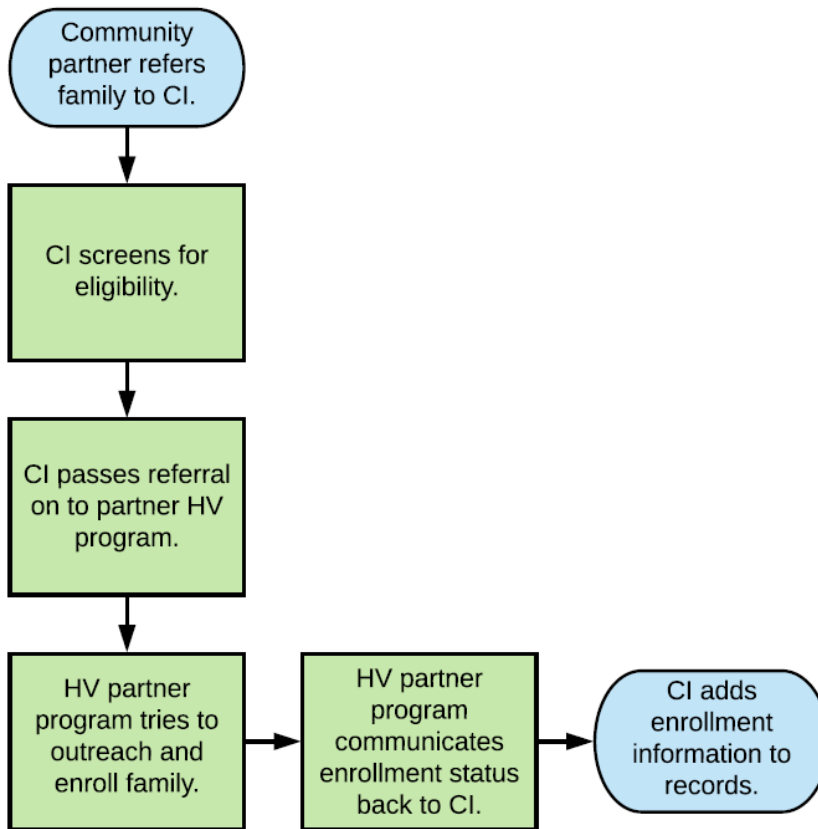 Community
partner refers
family to CI.
CI screens for
eligibility.
CI passes referral
on to partner HV
program.
HV partner
program tries to
outreach and
enroll family.
HV partner
program
communicates
enrollment status
back to CI.
CI adds
enrollment
information to
records.